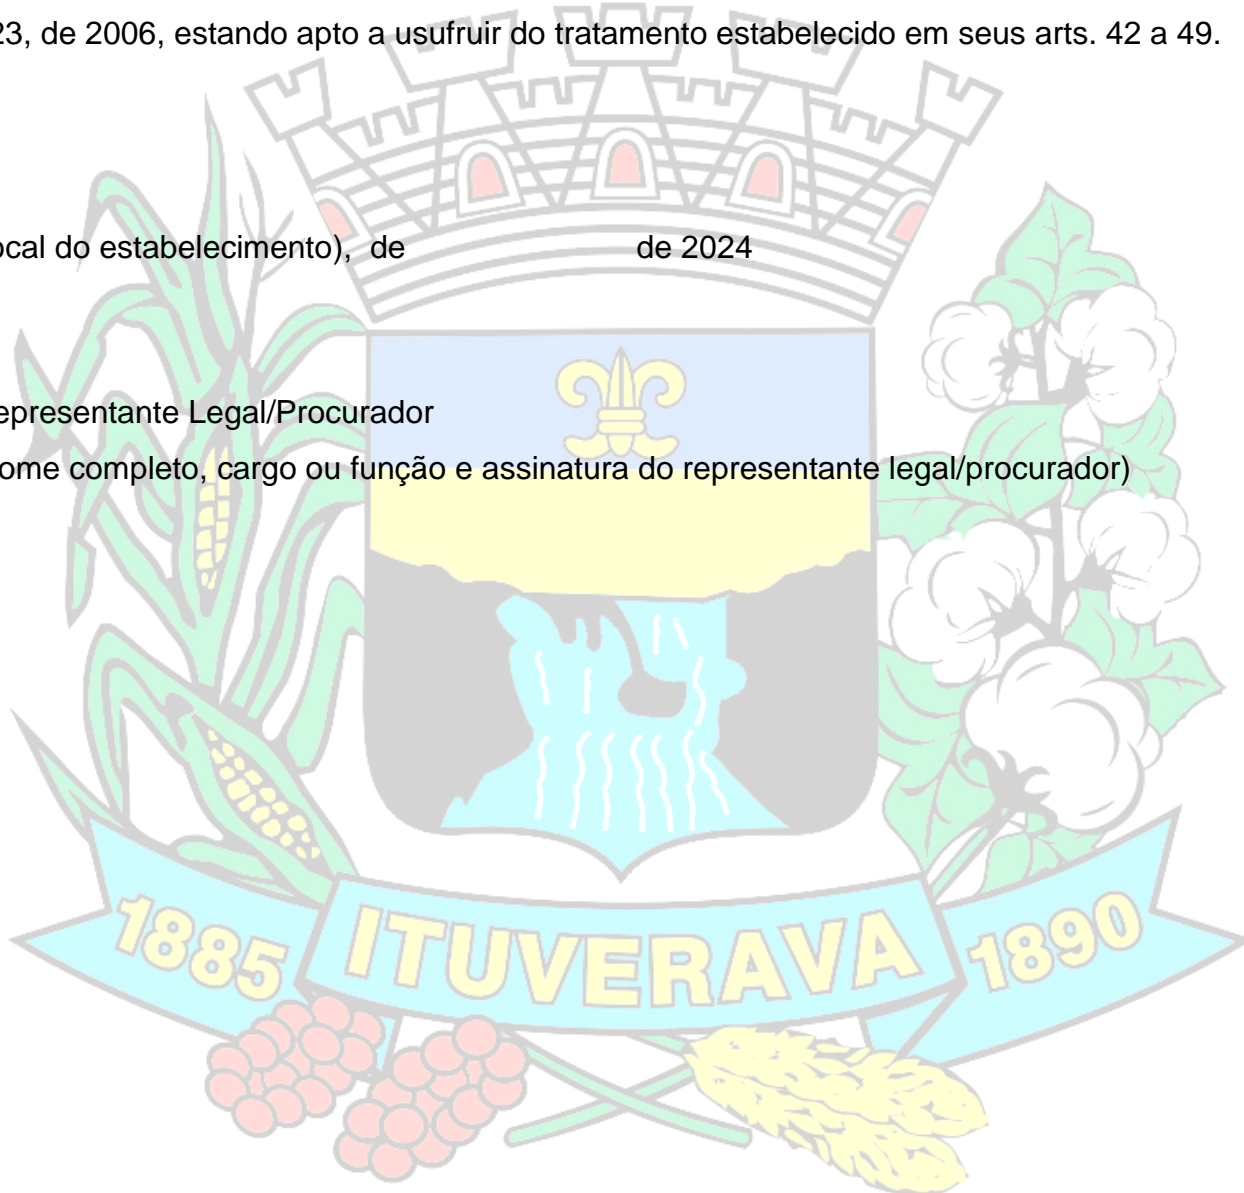 23, de 2006, estando apto a usufruir do tratamento estabelecido em seus arts. 42 a 49.
ocal do estabelecimento), de de 2024
epresentante Legal/Procurador
ome completo, cargo ou função e assinatura do representante legal/procurador)
1885 ITUVERAVA 1890